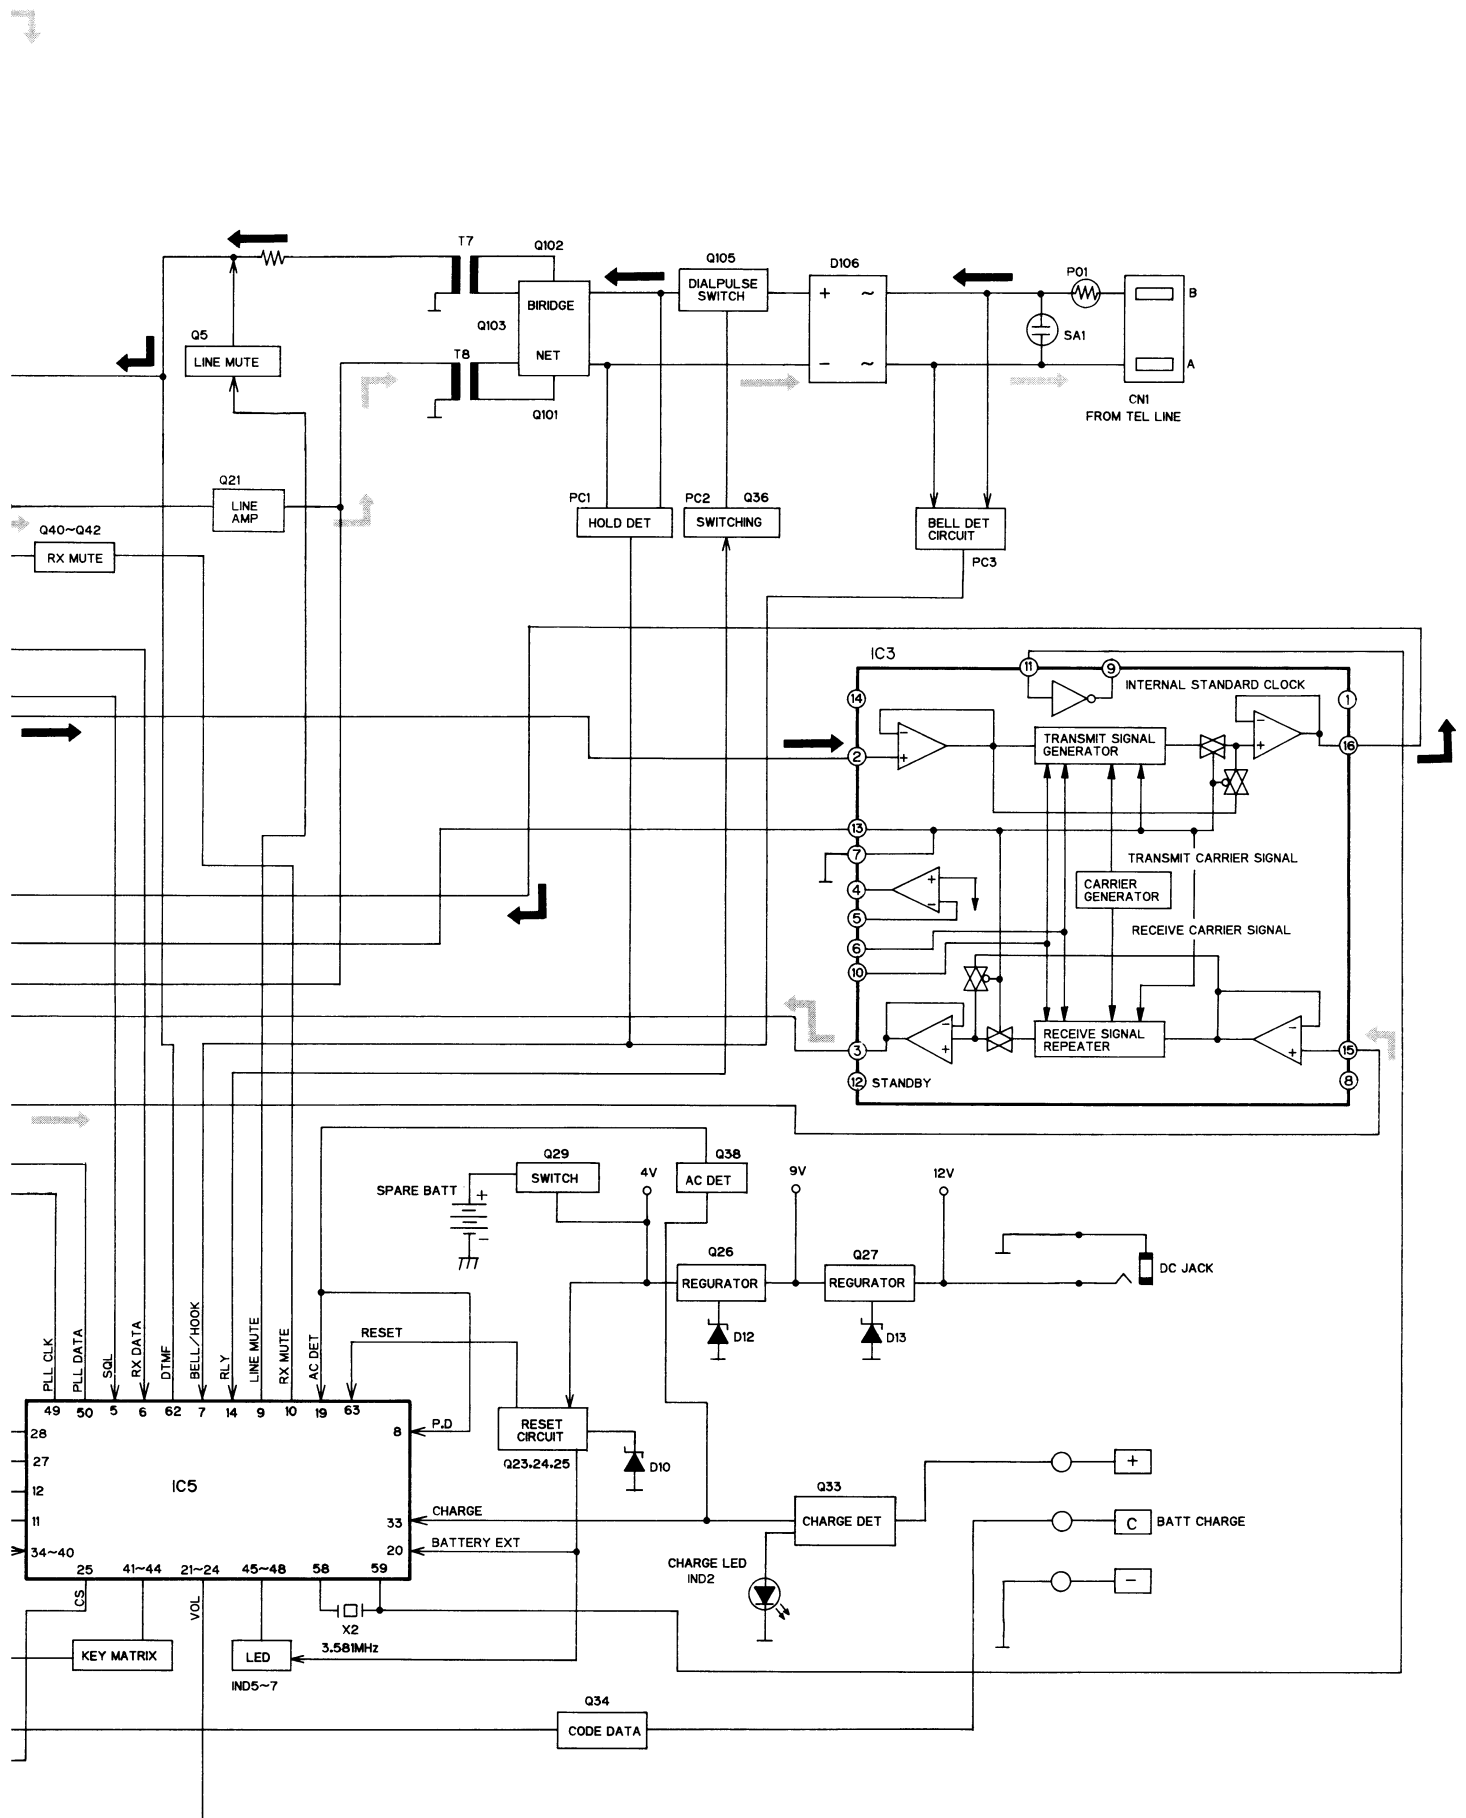 T7
Q102
Q105
DIALPULSE
SWITCH
D106
+
~
−
~
P01
B
SA1
A
CN1
FROM TEL LINE
BIRIDGE
NET
Q103
T8
Q101
Q5
LINE MUTE
Q21
LINE
AMP
Q40~Q42
RX MUTE
PC1
HOLD DET
PC2
Q36
SWITCHING
BELL DET
CIRCUIT
PC3
IC3
11
9
INTERNAL STANDARD CLOCK
14
1
−
+
TRANSMIT SIGNAL
GENERATOR
−
+
2
16
13
7
TRANSMIT CARRIER SIGNAL
4
+
−
CARRIER
GENERATOR
5
6
RECEIVE CARRIER SIGNAL
10
−
+
RECEIVE SIGNAL
REPEATER
−
+
3
15
12
STANDBY
8
Q29
SWITCH
4V
Q38
AC DET
9V
12V
SPARE BATT
+
−
Q26
REGURATOR
Q27
REGURATOR
DC JACK
D12
D13
PLL CLK
PLL DATA
SQL
RX DATA
DTMF
BELL/HOOK
RLY
LINE MUTE
RX MUTE
AC DET
RESET
49
50
5
6
62
7
14
9
10
19
63
28
27
12
11
34~40
IC5
8
P.D
RESET
CIRCUIT
Q23.24.25
D10
33
CHARGE
20
BATTERY EXT
Q33
CHARGE DET
CHARGE LED
IND2
+
C
BATT CHARGE
−
25
41~44
21~24
45~48
58
59
CS
VOL
X2
3.581MHz
KEY MATRIX
LED
IND5~7
Q34
CODE DATA